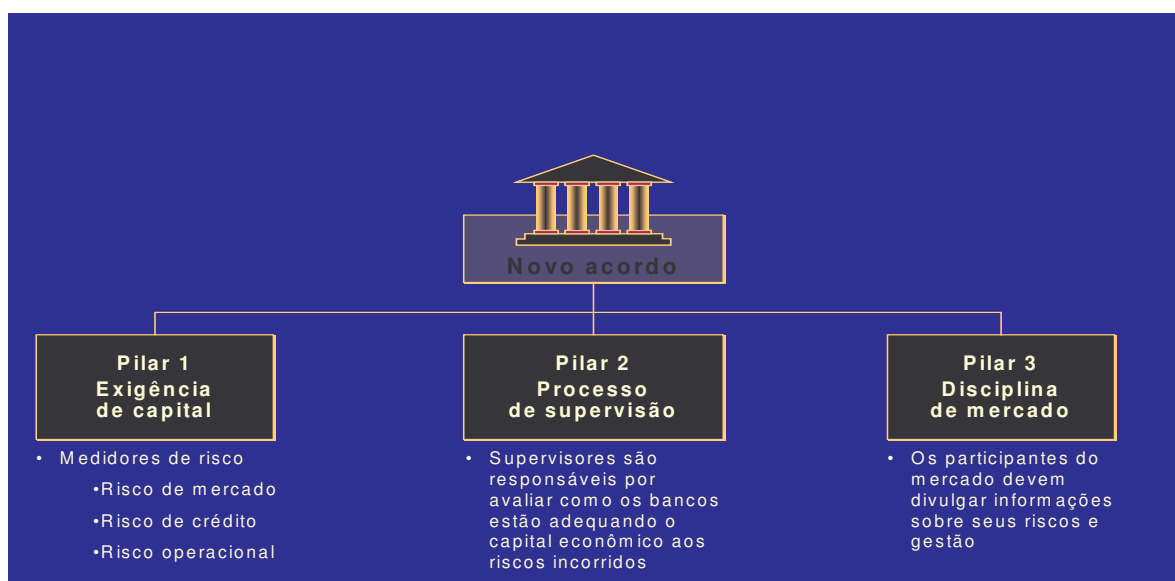 Novo acordo
Pilar 1
Exigência
de capital
• Medidores de risco
•Risco de mercado
•Risco de crédito
•Risco operacional
Pilar 2
Processo
de supervisão
• Supervisores são
responsáveis por
avaliar como os bancos
estão adequando o
capital econômico aos
riscos incorridos
Pilar 3
Disciplina
de mercado
• Os participantes do
mercado devem
divulgar informações
sobre seus riscos e
gestão